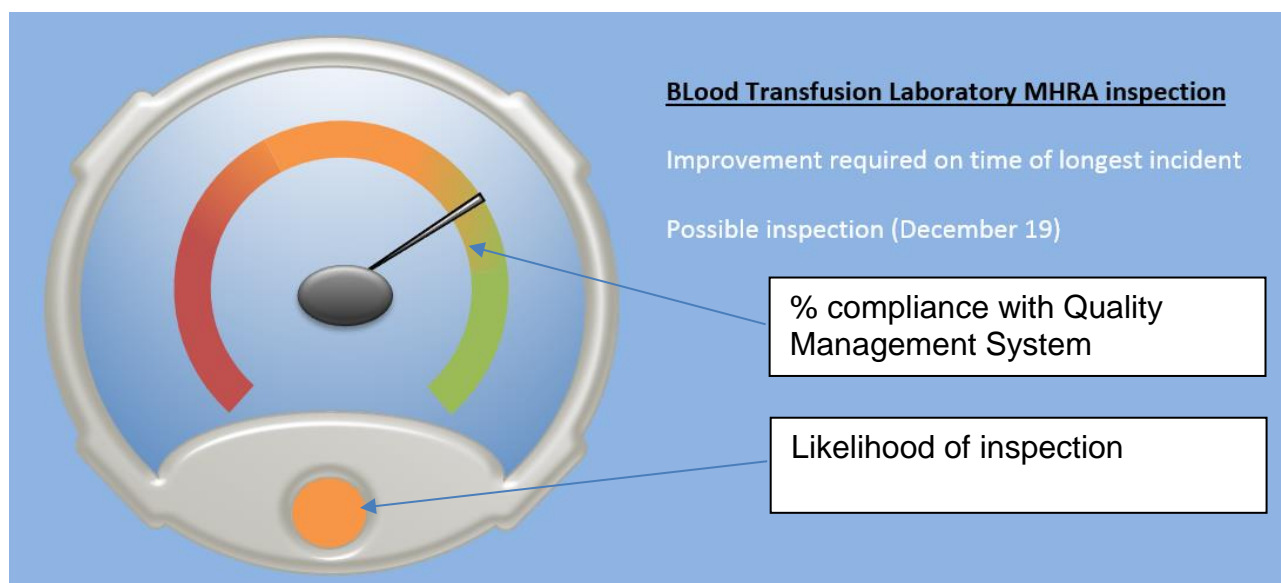 BLood Transfusion Laboratory MHRA inspection
Improvement required on time of longest incident
Possible inspection (December 19)
% compliance with Quality
Management System
Likelihood of inspection